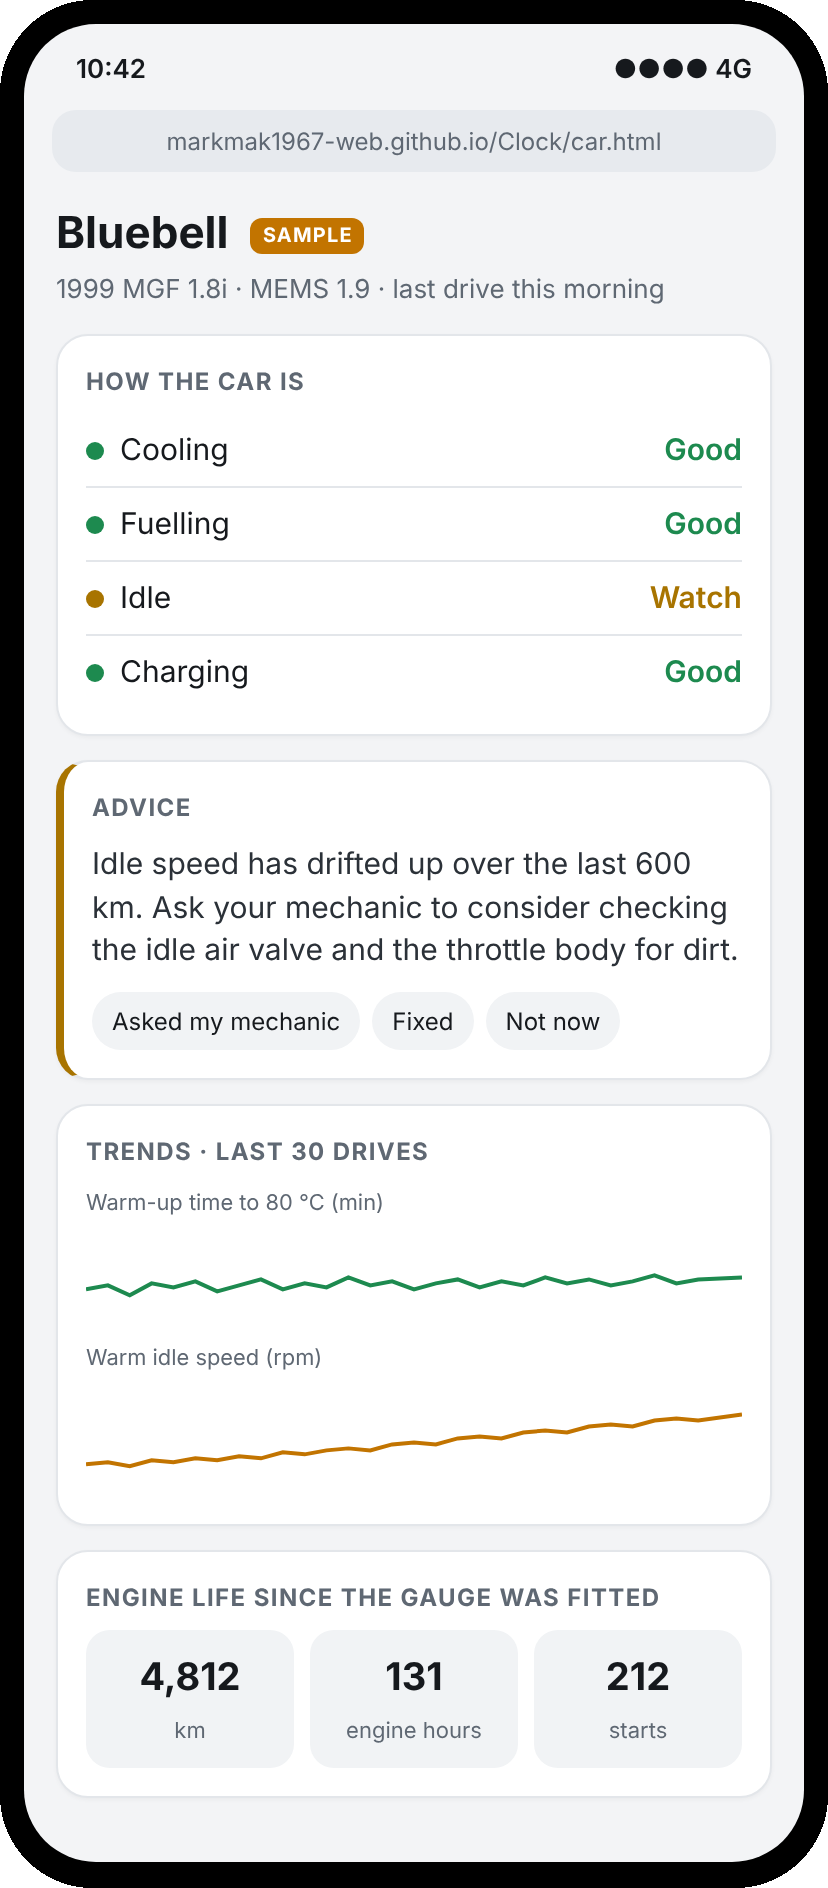 10:42
4G
markmak1967-web.github.io/Clock/car.html
Bluebell SAMPLE
1999 MGF 1.8i · MEMS 1.9 · last drive this morning
HOW THE CAR IS
Cooling Good
Fuelling Good
Idle Watch
Charging Good
ADVICE
Idle speed has drifted up over the last 600
km. Ask your mechanic to consider checking
the idle air valve and the throttle body for dirt.
Asked my mechanic Fixed Not now
TRENDS · LAST 30 DRIVES
Warm-up time to 80 °C (min)
Warm idle speed (rpm)
ENGINE LIFE SINCE THE GAUGE WAS FITTED
4,812 131 212
km engine hours starts